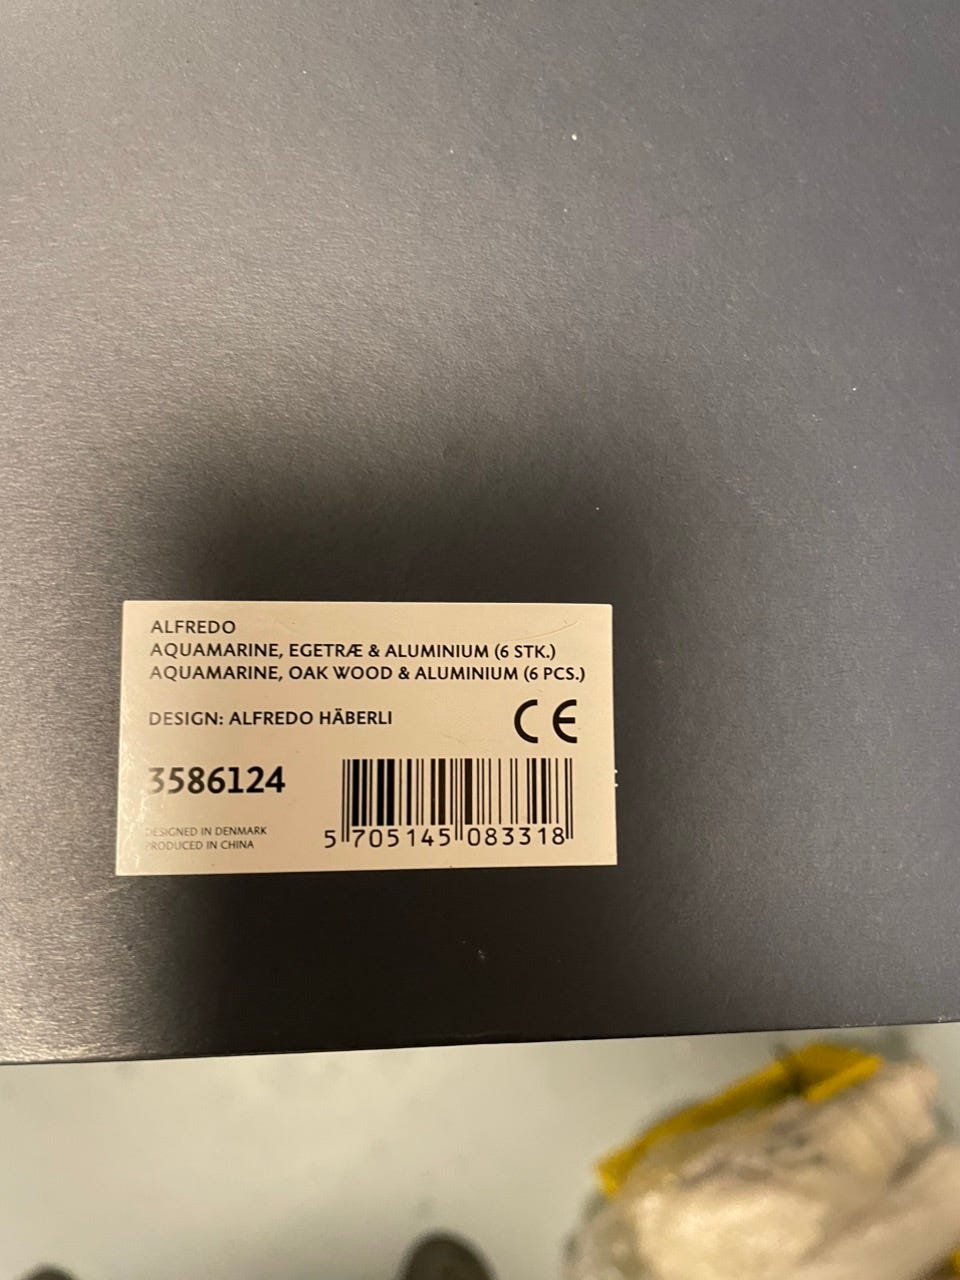 ALFREDO
AQUAMARINE, EGETRÆ & ALUMINIUM (6 STK.)
AQUAMARINE, OAK WOOD & ALUMINIUM (6 PCS.)
DESIGN: ALFREDO HÄBERLI
CE
3586124
DESIGNED IN DENMARK
PRODUCED IN CHINA
5 705145 083318